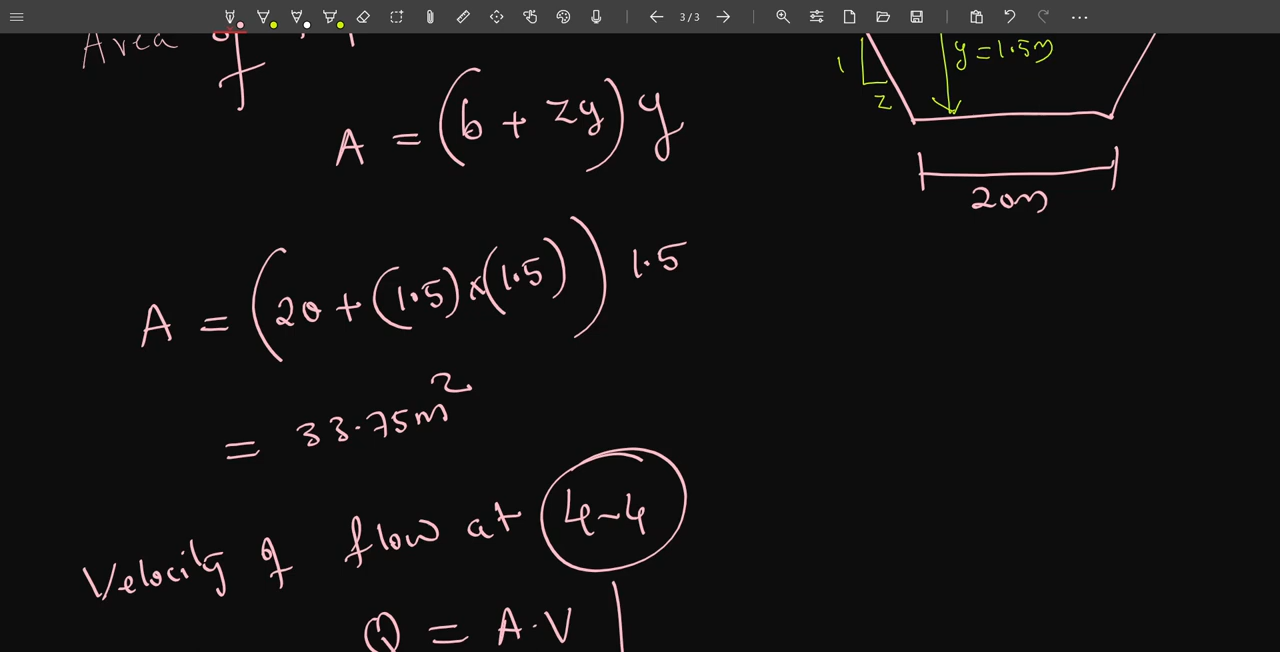 3/3
Area of
y = 1.5m
1
z
A = (b + zy) y
20m
A = (20 + (1.5) × (1.5)) 1.5
= 33.75m²
Velocity of flow at 4-4
Q = A.V